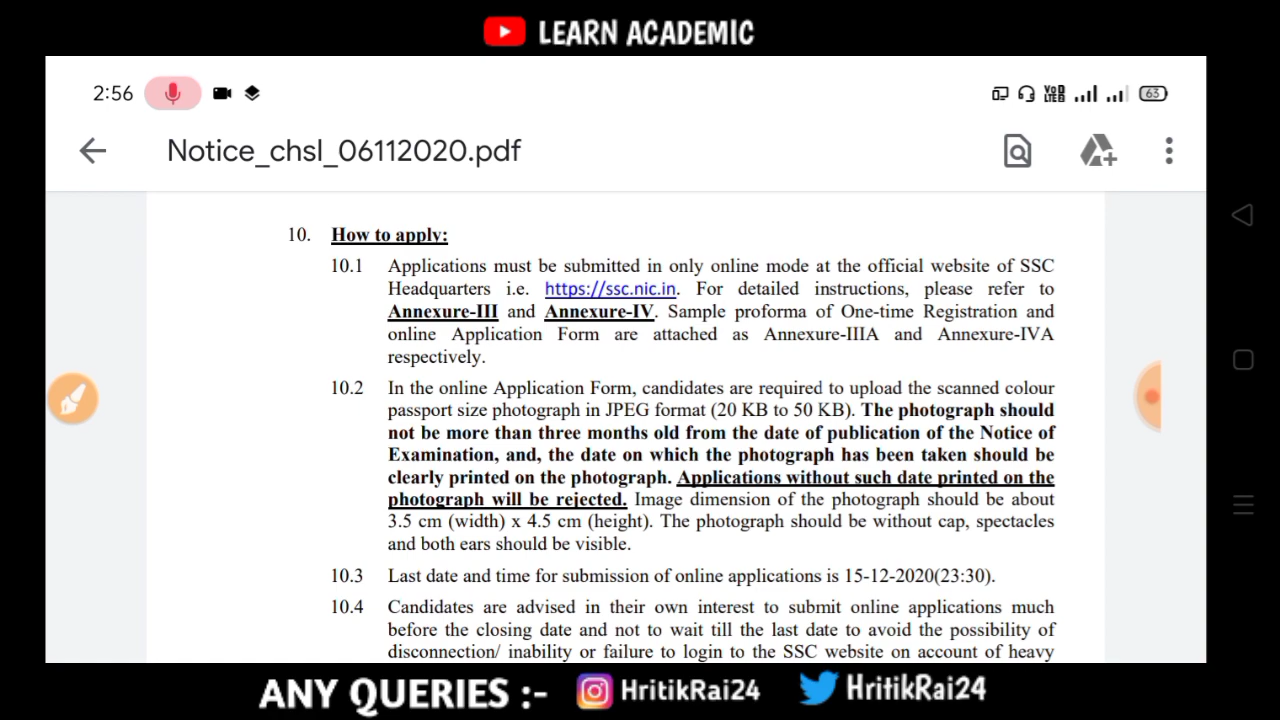 LEARN ACADEMIC
2:56
VoD LTED 63
Notice_chsl_06112020.pdf
10. How to apply:
10.1 Applications must be submitted in only online mode at the official website of SSC
Headquarters i.e. https://ssc.nic.in. For detailed instructions, please refer to
Annexure-III and Annexure-IV. Sample proforma of One-time Registration and
online Application Form are attached as Annexure-IIIA and Annexure-IVA
respectively.
10.2 In the online Application Form, candidates are required to upload the scanned colour
passport size photograph in JPEG format (20 KB to 50 KB). The photograph should
not be more than three months old from the date of publication of the Notice of
Examination, and, the date on which the photograph has been taken should be
clearly printed on the photograph. Applications without such date printed on the
photograph will be rejected. Image dimension of the photograph should be about
3.5 cm (width) x 4.5 cm (height). The photograph should be without cap, spectacles
and both ears should be visible.
10.3 Last date and time for submission of online applications is 15-12-2020(23:30).
10.4 Candidates are advised in their own interest to submit online applications much
before the closing date and not to wait till the last date to avoid the possibility of
disconnection/ inability or failure to login to the SSC website on account of heavy
ANY QUERIES :- HritikRai24 HritikRai24